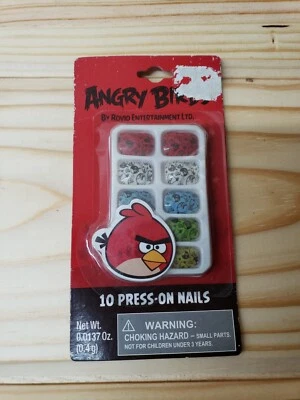 ANGRY BIRDS
BY ROVIO ENTERTAINMENT LTD.
10 PRESS-ON NAILS
Net Wt.
0.0137 Oz.
(0.4g)
WARNING:
CHOKING HAZARD – SMALL PARTS.
NOT FOR CHILDREN UNDER 3 YEARS.